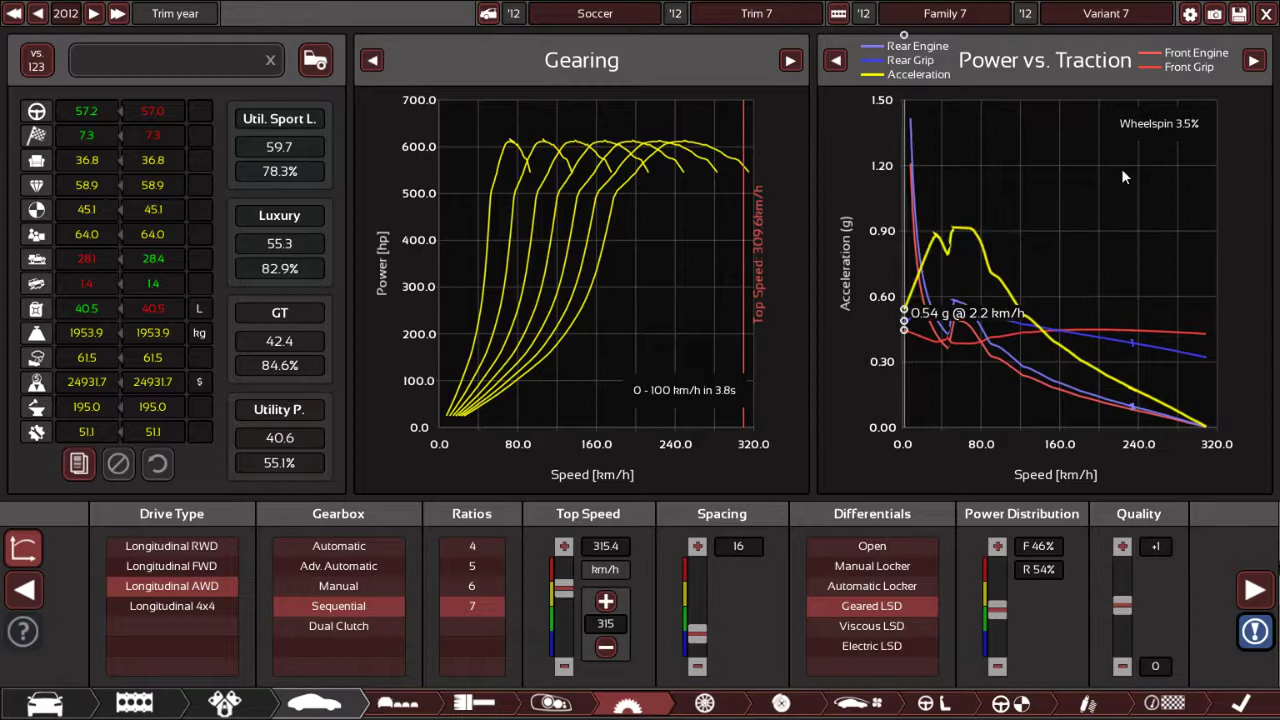 2012
Trim year
'12
Soccer
'12
Trim 7
'12
Family 7
'12
Variant 7
vs.
123
x
57.2 57.0
7.3 7.3
36.8 36.8
58.9 58.9
45.1 45.1
64.0 64.0
28.1 28.4
1.4 1.4
40.5 40.5 L
1953.9 1953.9 kg
61.5 61.5
24931.7 24931.7 $
195.0 195.0
51.1 51.1
Util. Sport L.
59.7
78.3%
Luxury
55.3
82.9%
GT
42.4
84.6%
Utility P.
40.6
55.1%
Gearing
700.0
600.0
500.0
400.0
300.0
200.0
100.0
0.0
Power [hp]
0.0 80.0 160.0 240.0 320.0
Speed [km/h]
Top Speed: 309.6km/h
0 - 100 km/h in 3.8s
Rear Engine
Rear Grip
Acceleration
Power vs. Traction
Front Engine
Front Grip
1.50
1.20
0.90
0.60
0.30
0.00
Acceleration [g]
Wheelspin 3.5%
0.54 g @ 2.2 km/h
0.0 80.0 160.0 240.0 320.0
Speed [km/h]
Drive Type
Longitudinal RWD
Longitudinal FWD
Longitudinal AWD
Longitudinal 4x4
Gearbox
Automatic
Adv. Automatic
Manual
Sequential
Dual Clutch
Ratios
4
5
6
7
Top Speed
315.4
km/h
315
Spacing
16
Differentials
Open
Manual Locker
Automatic Locker
Geared LSD
Viscous LSD
Electric LSD
Power Distribution
F 46%
R 54%
Quality
+1
0